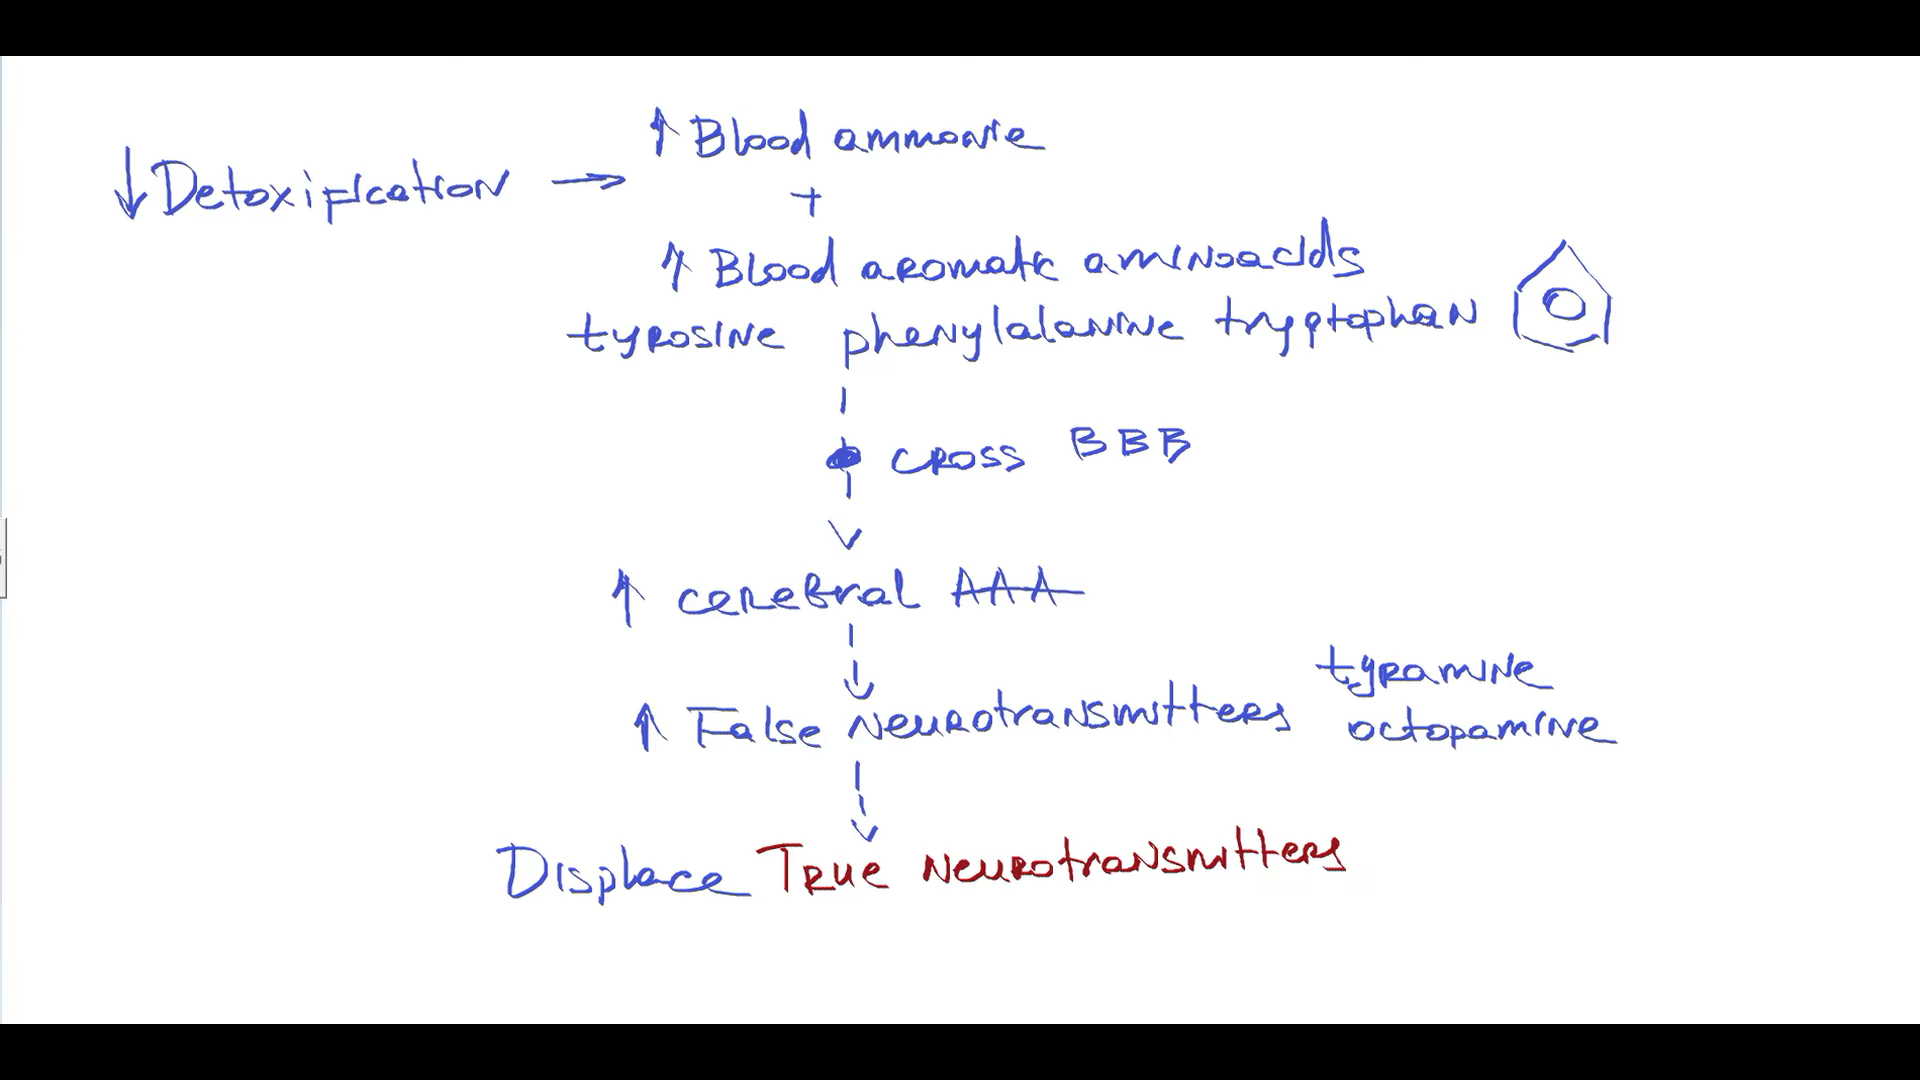 ↓ Detoxification → ↑ Blood ammonia
+
↑ Blood aromatic aminoacids
tyrosine phenylalanine tryptophan
cross BBB
↑ cerebral AAA
↑ False Neurotransmitters tyramine
octopamine
Displace True Neurotransmitters